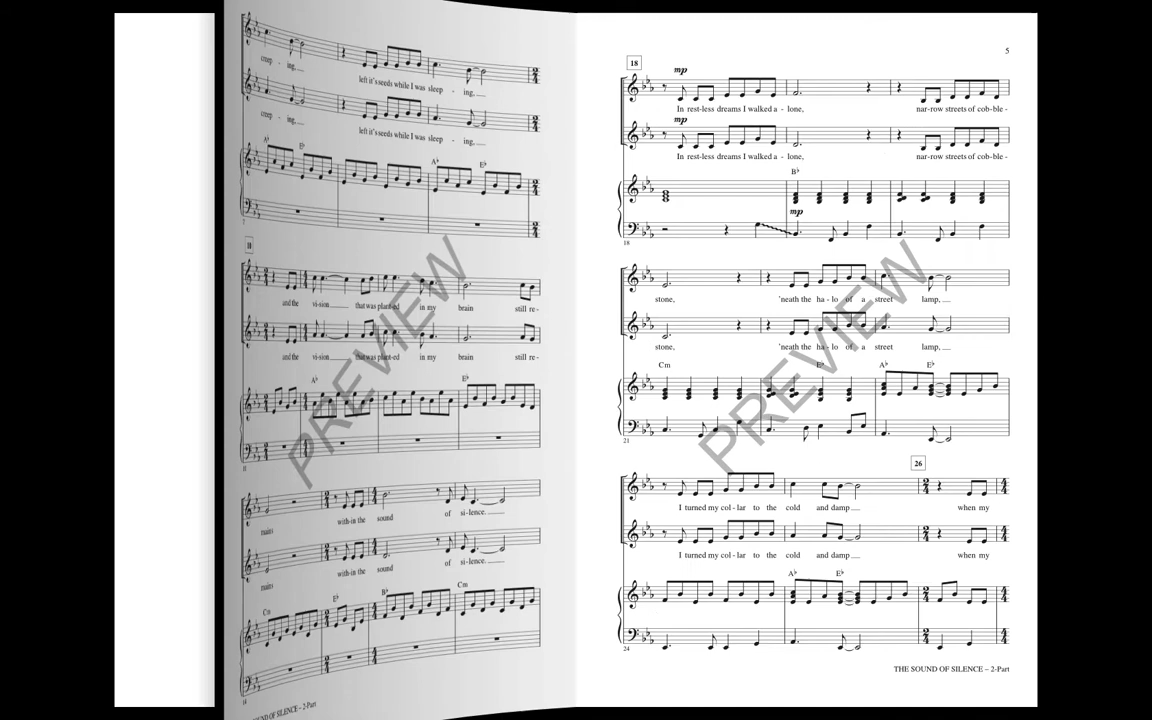 creep - ing,
left it's seeds while I was sleep - ing,
creep - ing,
left it's seeds while I was sleep - ing,
A♭ E♭ A♭ E♭
and the vi-sion that was plant-ed in my brain still re-
and the vi-sion that was plant-ed in my brain still re-
A♭ E♭
11
mains with-in the sound of si-lence.
mains with-in the sound of si-lence.
Cm E♭ B♭ Cm
SOUND OF SILENCE – 2-Part
PREVIEW
5
18
mp
In rest-less dreams I walked a - lone, nar-row streets of cob-ble -
mp
In rest-less dreams I walked a - lone, nar-row streets of cob-ble -
B♭
mp
18
stone, 'neath the ha - lo of a street lamp,
stone, 'neath the ha - lo of a street lamp,
Cm E♭ A♭ E♭
21
26
I turned my col - lar to the cold and damp when my
I turned my col - lar to the cold and damp when my
A♭ E♭
24
THE SOUND OF SILENCE – 2-Part
PREVIEW